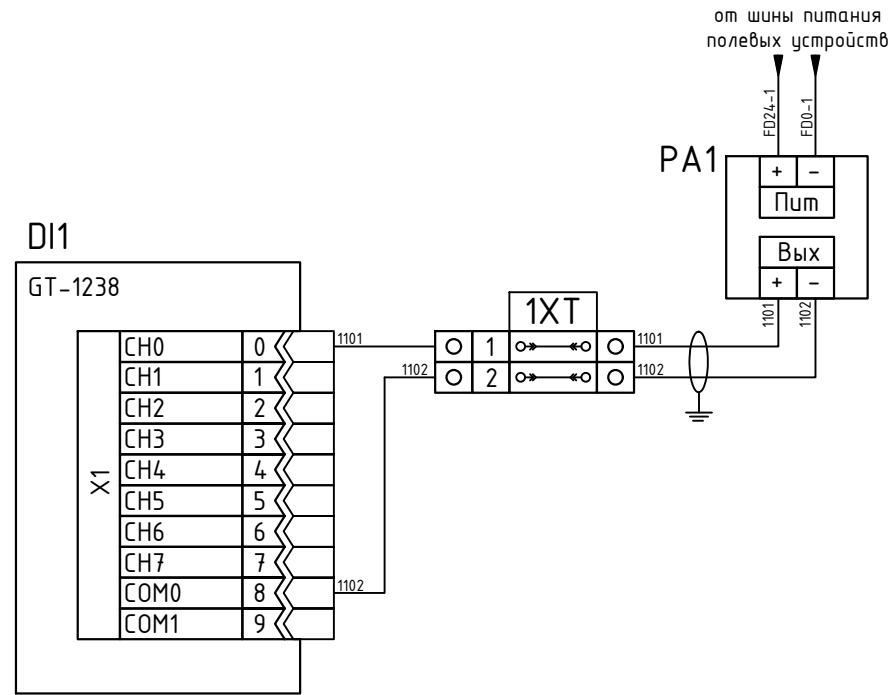 от шины питания
полевых устройств
FD24-1
FD0-1
PA1
+ -
Пит
Вых
+ -
1101
1102
DI1
GT-1238
X1
CH0 0
CH1 1
CH2 2
CH3 3
CH4 4
CH5 5
CH6 6
CH7 7
COM0 8
COM1 9
1101
1102
1102
1XT
1
2
1101
1102